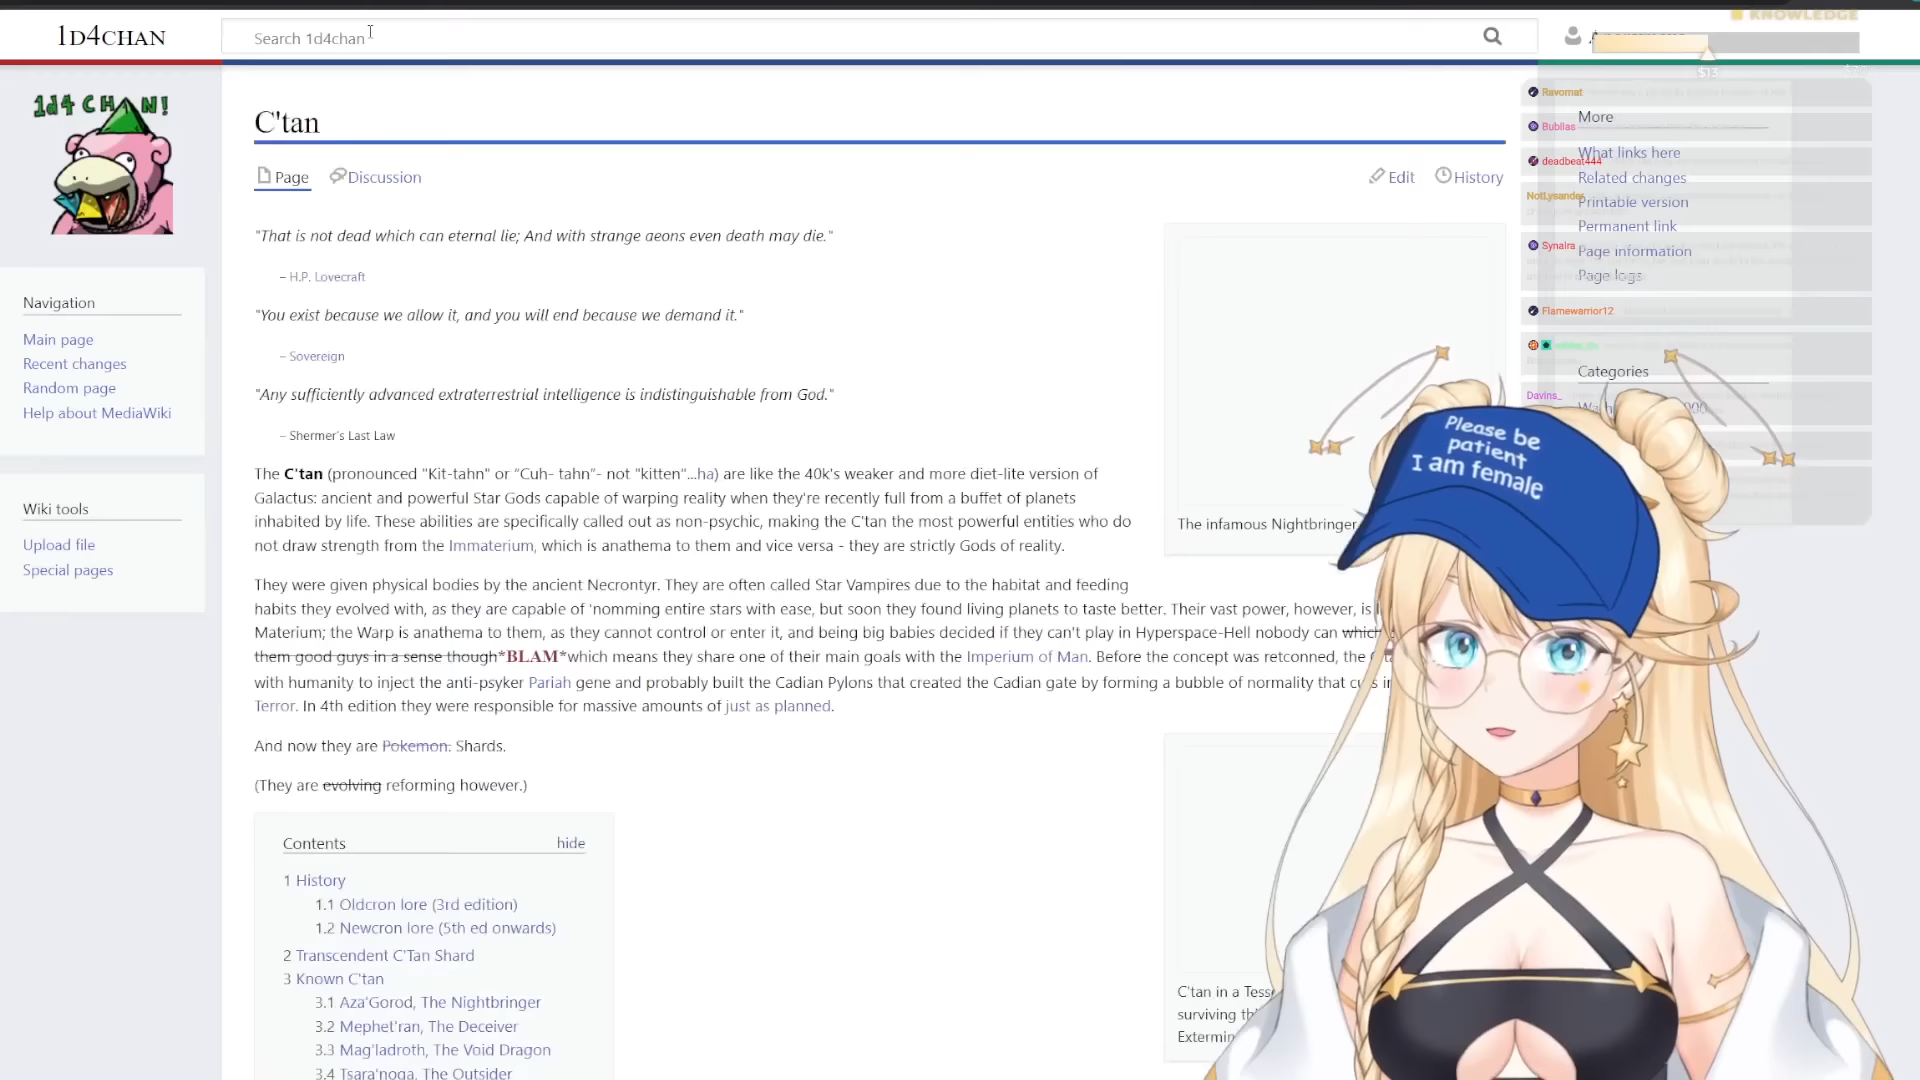 KNOWLEDGE
1D4CHAN
Search 1d4chan
$13
1d4 CHAN!
C'tan
Page
Discussion
Edit
History
"That is not dead which can eternal lie; And with strange aeons even death may die."
– H.P. Lovecraft
"You exist because we allow it, and you will end because we demand it."
– Sovereign
"Any sufficiently advanced extraterrestrial intelligence is indistinguishable from God."
– Shermer's Last Law
The C'tan (pronounced "Kit-tahn" or "Cuh- tahn"- not "kitten"...ha) are like the 40k's weaker and more diet-lite version of
Galactus: ancient and powerful Star Gods capable of warping reality when they're recently full from a buffet of planets
inhabited by life. These abilities are specifically called out as non-psychic, making the C'tan the most powerful entities who do
not draw strength from the Immaterium, which is anathema to them and vice versa - they are strictly Gods of reality.
They were given physical bodies by the ancient Necrontyr. They are often called Star Vampires due to the habitat and feeding
habits they evolved with, as they are capable of 'nomming entire stars with ease, but soon they found living planets to taste better. Their vast power, however, is
Materium; the Warp is anathema to them, as they cannot control or enter it, and being big babies decided if they can't play in Hyperspace-Hell nobody can which
them good guys in a sense though*BLAM*which means they share one of their main goals with the Imperium of Man. Before the concept was retconned, the
with humanity to inject the anti-psyker Pariah gene and probably built the Cadian Pylons that created the Cadian gate by forming a bubble of normality that
Terror. In 4th edition they were responsible for massive amounts of just as planned.
And now they are Pokemon. Shards.
(They are evolving reforming however.)
Contents
hide
1 History
1.1 Oldcron lore (3rd edition)
1.2 Newcron lore (5th ed onwards)
2 Transcendent C'Tan Shard
3 Known C'tan
3.1 Aza'Gorod, The Nightbringer
3.2 Mephet'ran, The Deceiver
3.3 Mag'ladroth, The Void Dragon
3.4 Tsara'noga, The Outsider
Navigation
Main page
Recent changes
Random page
Help about MediaWiki
Wiki tools
Upload file
Special pages
The infamous Nightbringer
C'tan in a
surviving
Ravornat
Bubllas
deadbeat444
NotLysander
Synalra
Flamewarrior12
Davins_
More
What links here
Related changes
Printable version
Permanent link
Page information
Page logs
Categories
Please be
patient
I am female